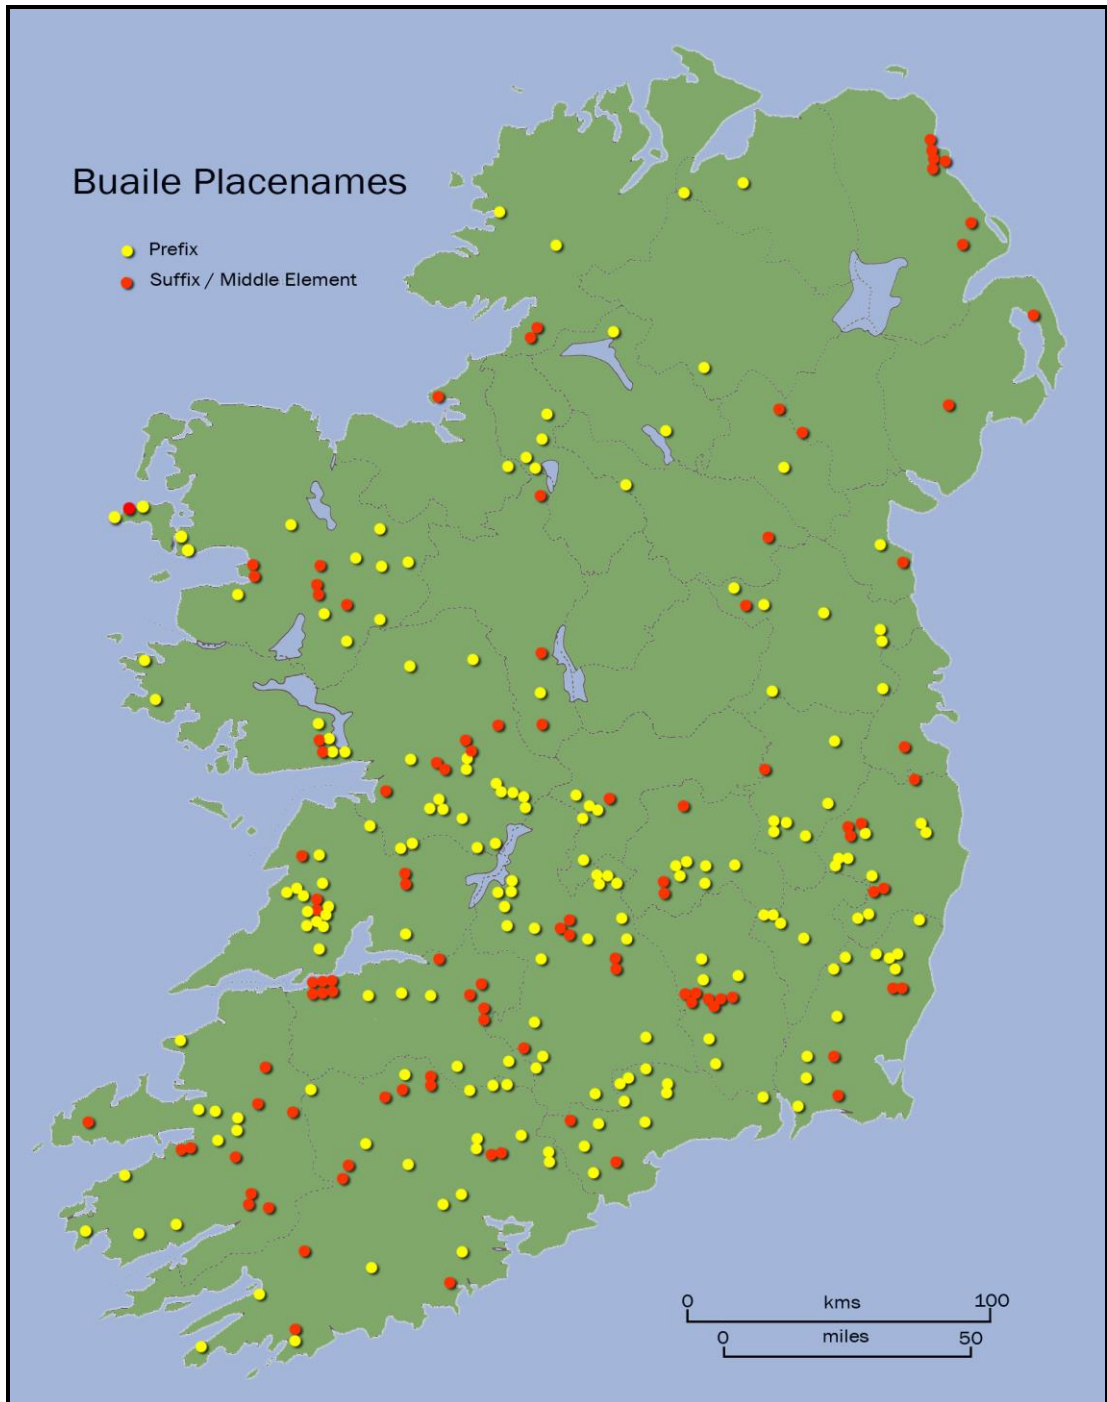 Buaile Placenames
Prefix
Suffix / Middle Element
0 kms 100
0 miles 50